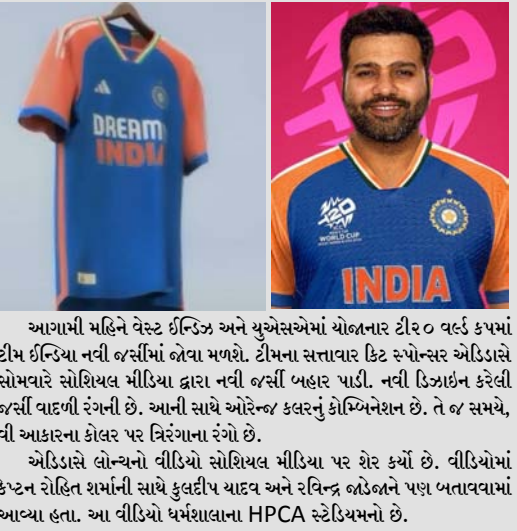 DREAM
INDIA
T20
WORLD CUP
INDIA
આગામી મહિને વેસ્ટ ઈન્ડિઝ અને યુએસએમાં યોજાનાર ટી૨૦ વર્લ્ડ કપમાં
ટીમ ઈન્ડિયા નવી જર્સીમાં જોવા મળશે. ટીમના સત્તાવાર કિટ સ્પોન્સર એડિડાસે
સોમવારે સોશિયલ મીડિયા દ્વારા નવી જર્સી બહાર પાડી. નવી ડિઝાઇન કરેલી
જર્સી વાદળી રંગની છે. આની સાથે ઓરેન્જ કલરનું કોમ્બિનેશન છે. તે જ સમયે,
વી આકારના કોલર પર ત્રિરંગાના રંગો છે.
એડિડાસે લોન્ચનો વીડિયો સોશિયલ મીડિયા પર શેર કર્યો છે. વીડિયોમાં
કેપ્ટન રોહિત શર્માની સાથે કુલદીપ યાદવ અને રવિન્દ્ર જાડેજાને પણ બતાવવામાં
આવ્યા હતા. આ વીડિયો ધર્મશાલાના HPCA સ્ટેડિયમનો છે.